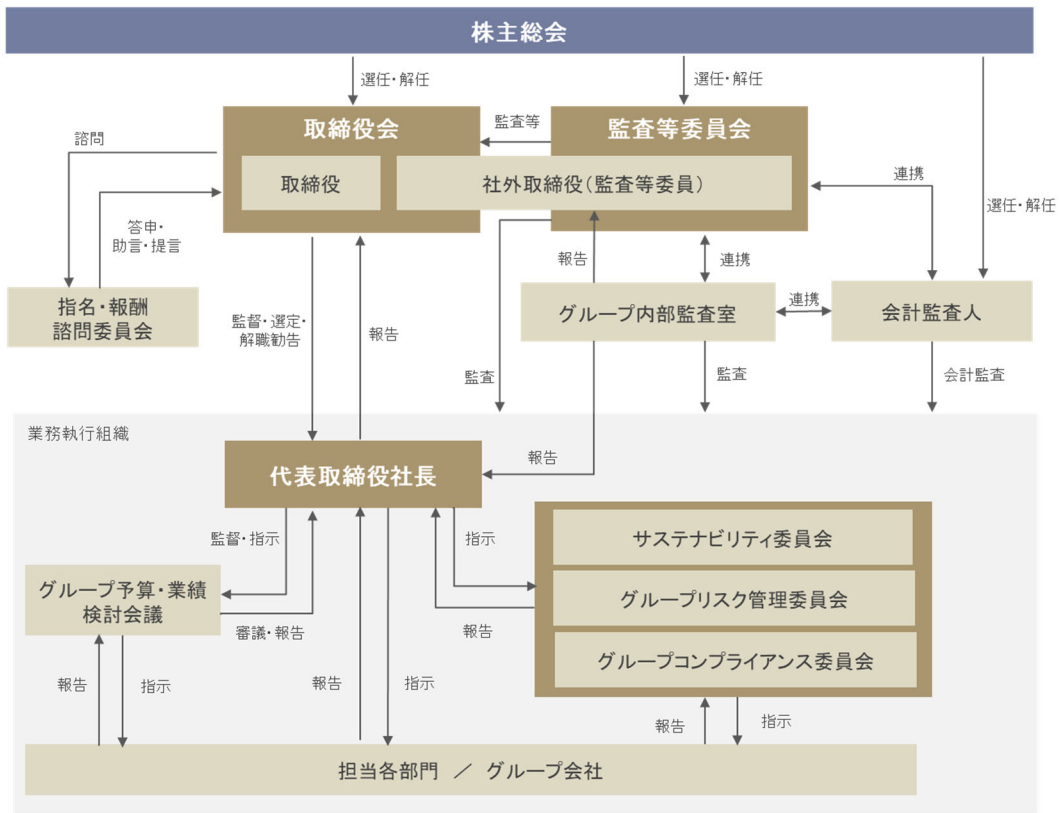 株主総会
選任・解任
選任・解任
選任・解任
取締役会
監査等
監査等委員会
取締役
社外取締役(監査等委員)
諮問
答申・
助言・提言
連携
指名・報酬
諮問委員会
報告
連携
グループ内部監査室
連携
会計監査人
監督・選定・
解職勧告
報告
監査
監査
会計監査
業務執行組織
代表取締役社長
報告
監督・指示
指示
サステナビリティ委員会
グループリスク管理委員会
グループコンプライアンス委員会
グループ予算・業績
検討会議
審議・報告
報告
報告
指示
報告
指示
報告
指示
担当各部門 / グループ会社